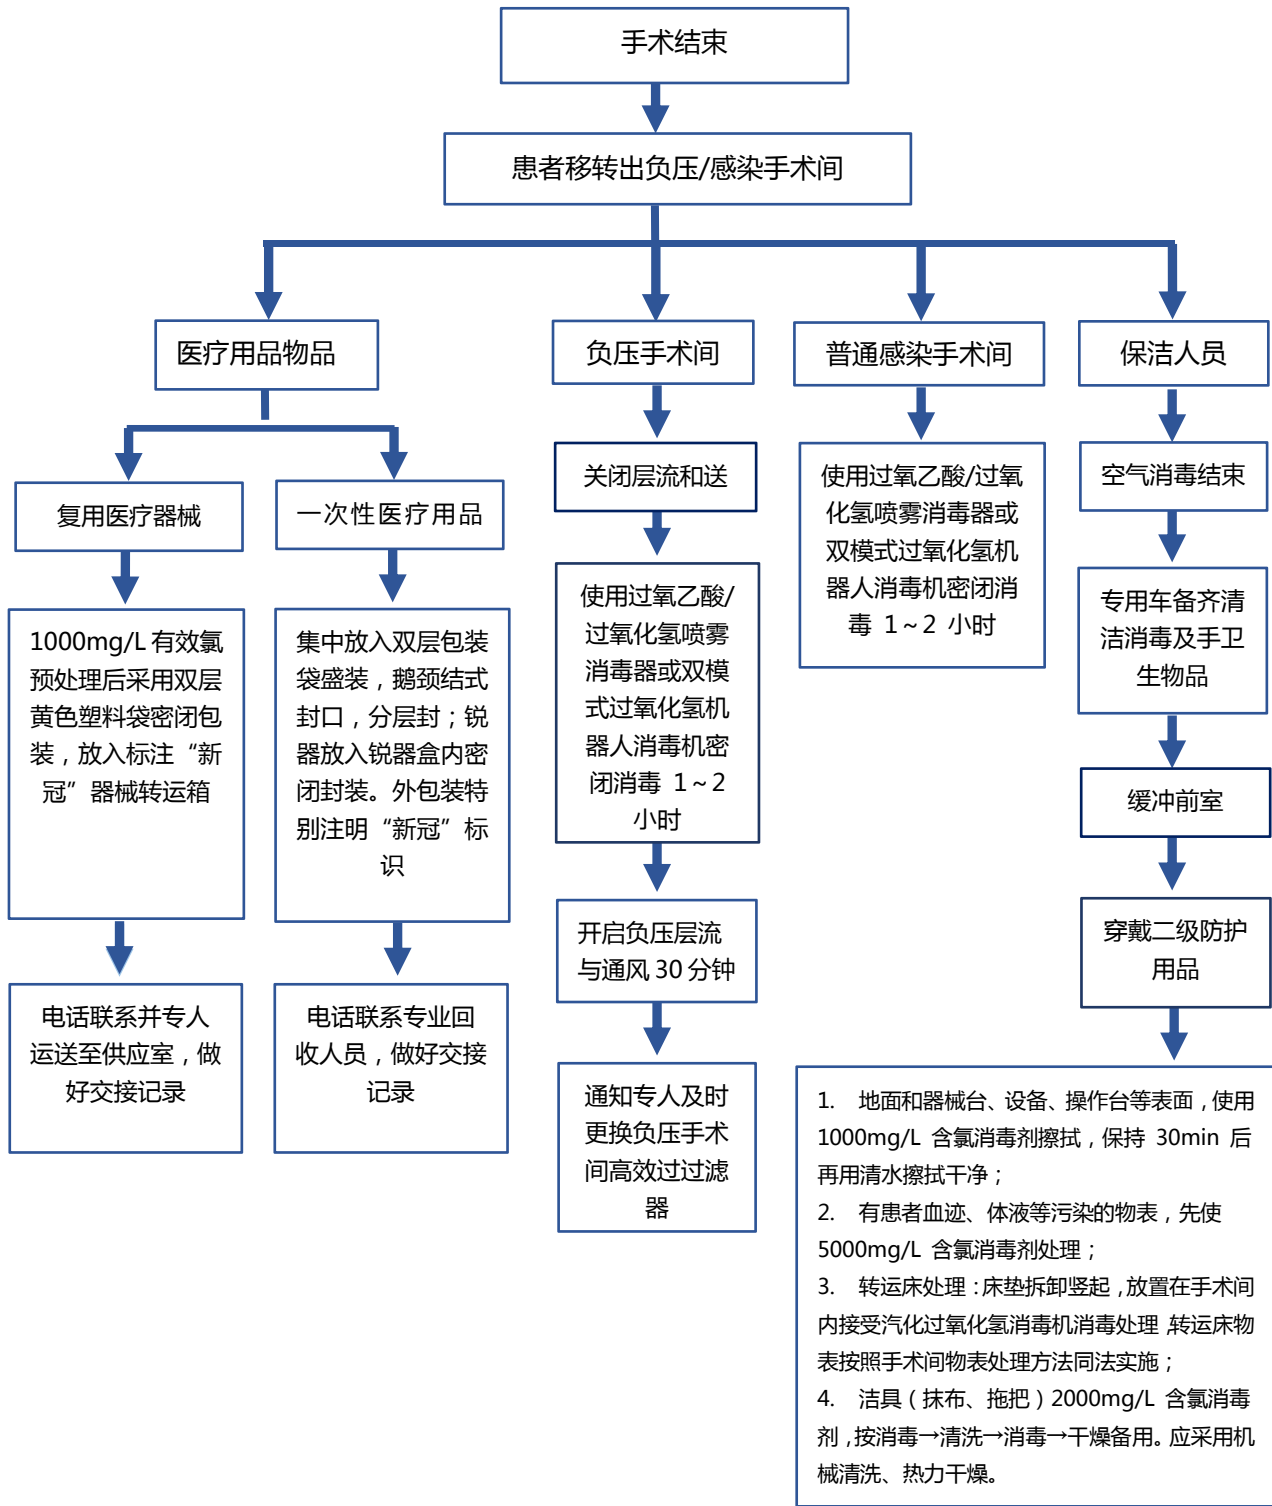 手术结束
患者移转出负压/感染手术间
医疗用品物品
负压手术间
普通感染手术间
保洁人员
复用医疗器械
一次性医疗用品
1000mg/L 有效氯
预处理后采用双层
黄色塑料袋密闭包
装，放入标注“新
冠”器械转运箱
集中放入双层包装
袋盛装，鹅颈结式
封口，分层封；锐
器放入锐器盒内密
闭封装。外包装特
别注明“新冠”标
识
电话联系并专人
运送至供应室，做
好交接记录
电话联系专业回
收人员，做好交接
记录
关闭层流和送
使用过氧乙酸/
过氧化氢喷雾
消毒器或双模
式过氧化氢机
器人消毒机密
闭消毒 1～2
小时
开启负压层流
与通风 30 分钟
通知专人及时
更换负压手术
间高效过过滤
器
使用过氧乙酸/过氧
化氢喷雾消毒器或
双模式过氧化氢机
器人消毒机密闭消
毒 1～2 小时
空气消毒结束
专用车备齐清
洁消毒及手卫
生物品
缓冲前室
穿戴二级防护
用品
1. 地面和器械台、设备、操作台等表面，使用
1000mg/L 含氯消毒剂擦拭，保持 30min 后
再用清水擦拭干净；
2. 有患者血迹、体液等污染的物表，先使
5000mg/L 含氯消毒剂处理；
3. 转运床处理：床垫拆卸竖起，放置在手术间
内接受汽化过氧化氢消毒机消毒处理，转运床物
表按照手术间物表处理方法同法实施；
4. 洁具（抹布、拖把）2000mg/L 含氯消毒
剂，按消毒→清洗→消毒→干燥备用。应采用机
械清洗、热力干燥。